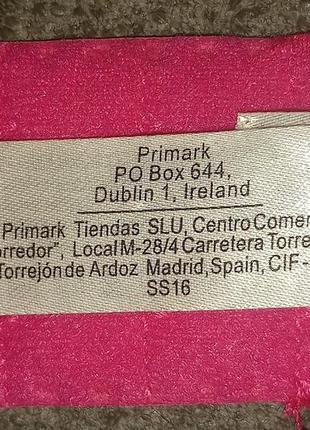 Primark
PO Box 644,
Dublin 1, Ireland
Primark Tiendas SLU, Centro Comer
orredor", Local M-28/4 Carretera Torre
Torrejón de Ardoz Madrid, Spain, CIF-
SS16